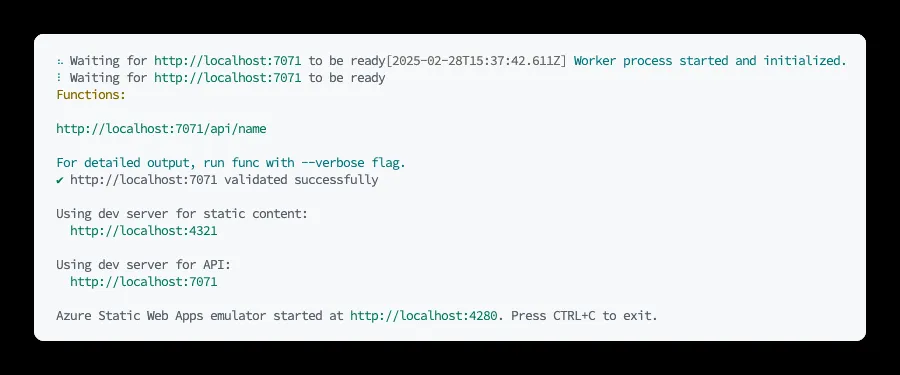 ⠦ Waiting for http://localhost:7071 to be ready[2025-02-28T15:37:42.611Z] Worker process started and initialized.
⠇ Waiting for http://localhost:7071 to be ready
Functions:
http://localhost:7071/api/name
For detailed output, run func with --verbose flag.
✔ http://localhost:7071 validated successfully
Using dev server for static content:
http://localhost:4321
Using dev server for API:
http://localhost:7071
Azure Static Web Apps emulator started at http://localhost:4280. Press CTRL+C to exit.